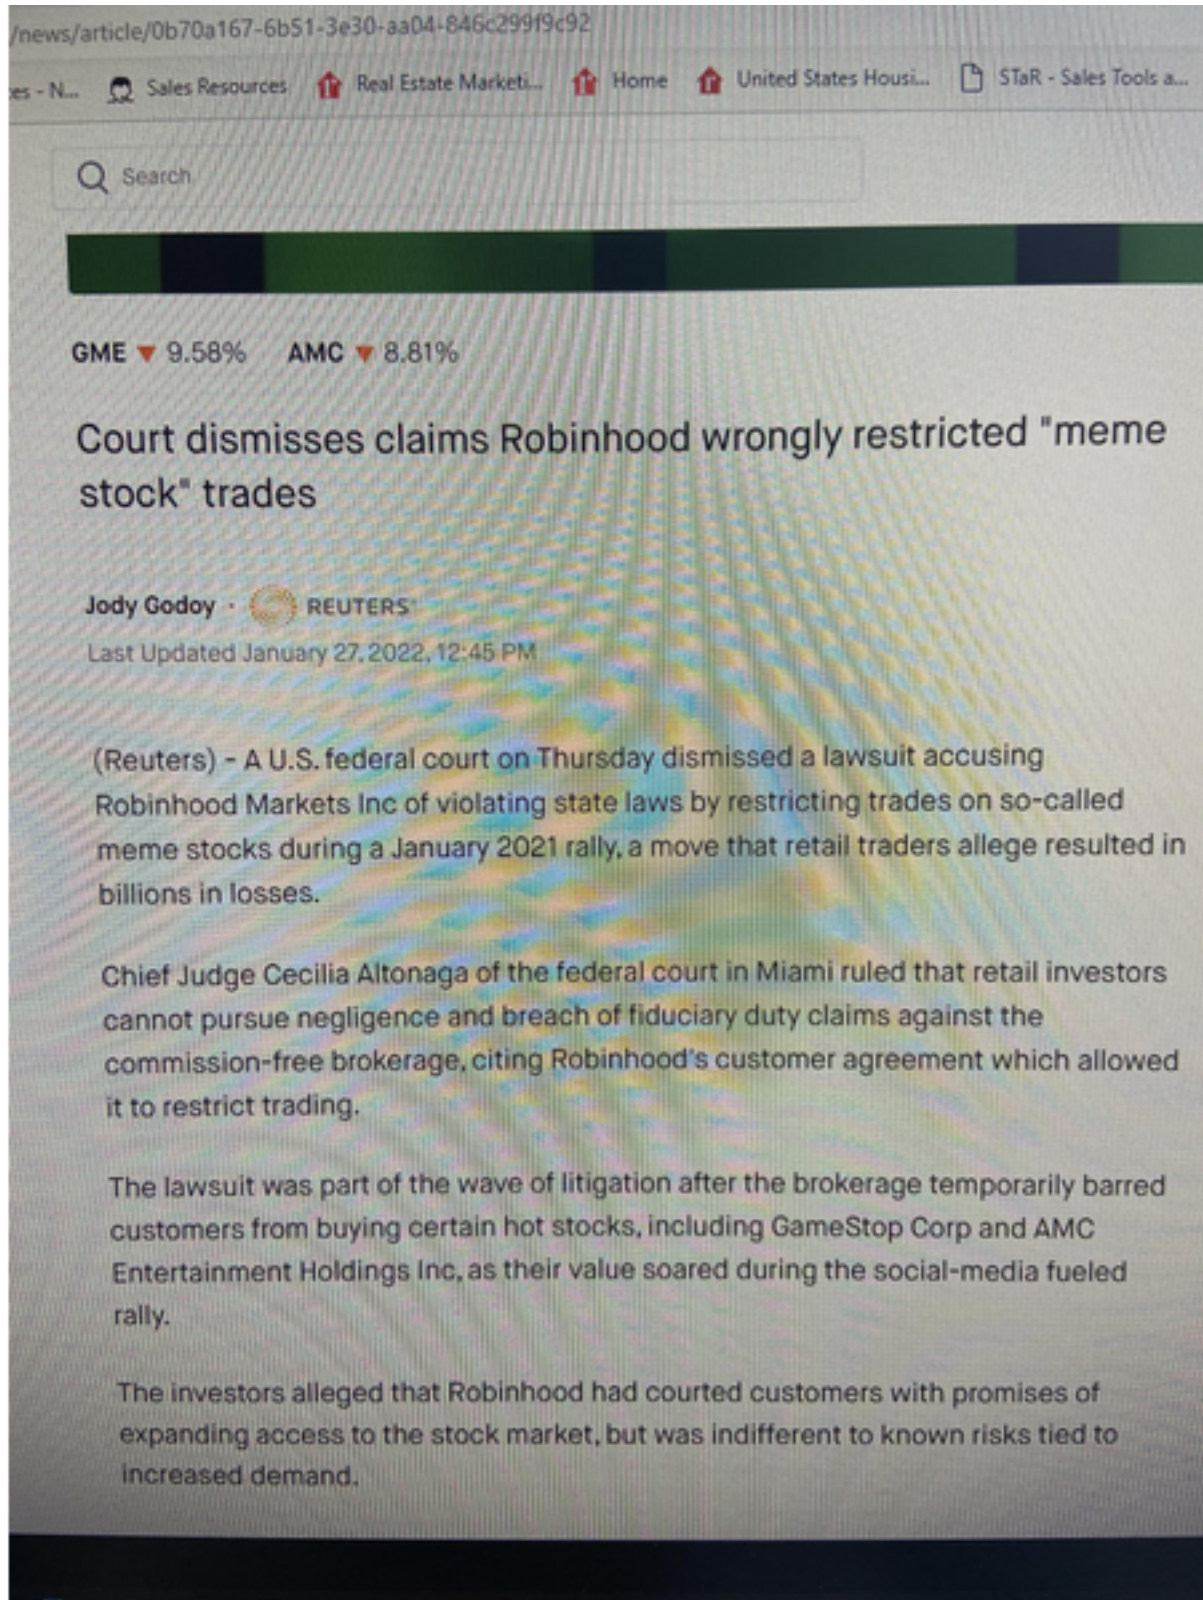 /news/article/0b70a167-6b51-3e30-aa04-846c299f9c92
es - N... Sales Resources Real Estate Marketi... Home United States Housi... STaR - Sales Tools a...
Search
GME ▼ 9.58% AMC ▼ 8.81%
Court dismisses claims Robinhood wrongly restricted "meme
stock" trades
Jody Godoy · REUTERS
Last Updated January 27, 2022, 12:45 PM
(Reuters) - A U.S. federal court on Thursday dismissed a lawsuit accusing
Robinhood Markets Inc of violating state laws by restricting trades on so-called
meme stocks during a January 2021 rally, a move that retail traders allege resulted in
billions in losses.
Chief Judge Cecilia Altonaga of the federal court in Miami ruled that retail investors
cannot pursue negligence and breach of fiduciary duty claims against the
commission-free brokerage, citing Robinhood's customer agreement which allowed
it to restrict trading.
The lawsuit was part of the wave of litigation after the brokerage temporarily barred
customers from buying certain hot stocks, including GameStop Corp and AMC
Entertainment Holdings Inc, as their value soared during the social-media fueled
rally.
The investors alleged that Robinhood had courted customers with promises of
expanding access to the stock market, but was indifferent to known risks tied to
increased demand.